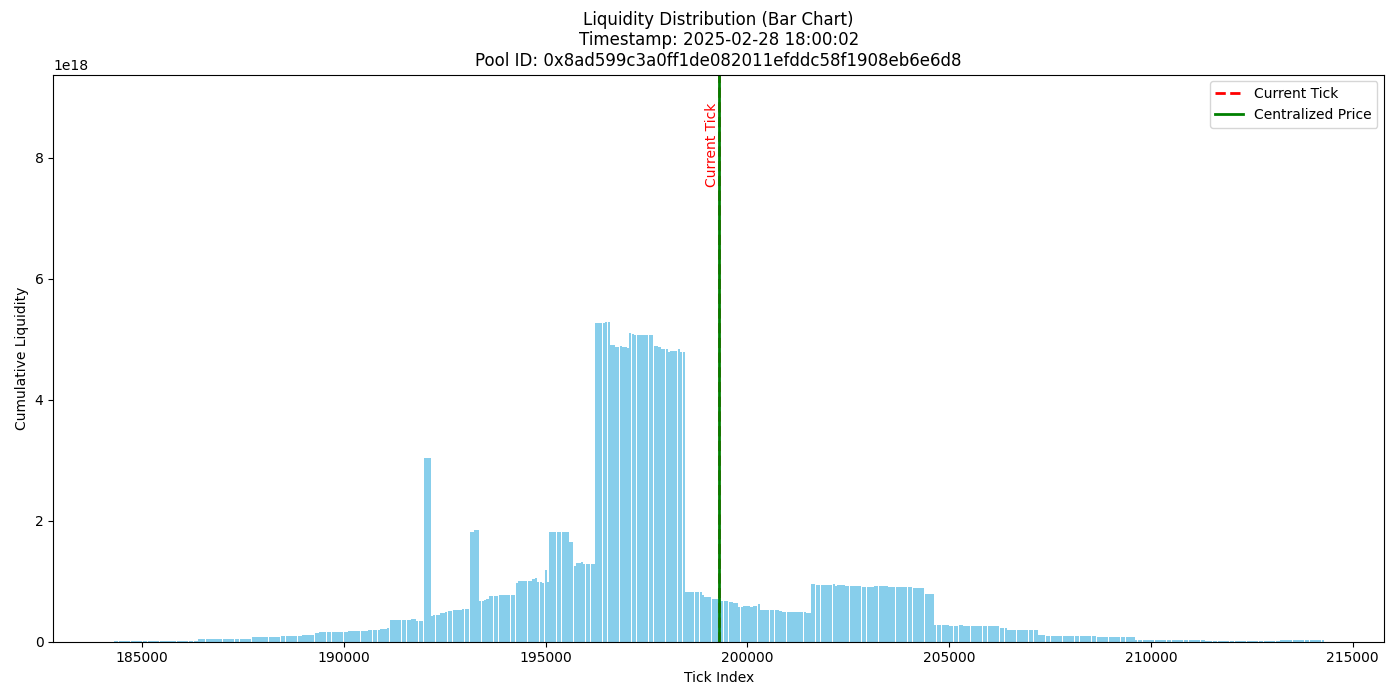 Liquidity Distribution (Bar Chart)
Timestamp: 2025-02-28 18:00:02
Pool ID: 0x8ad599c3a0ff1de082011efddc58f1908eb6e6d8
1e18
Current Tick
Centralized Price
Current Tick
8
6
4
2
0
Cumulative Liquidity
185000 190000 195000 200000 205000 210000 215000
Tick Index